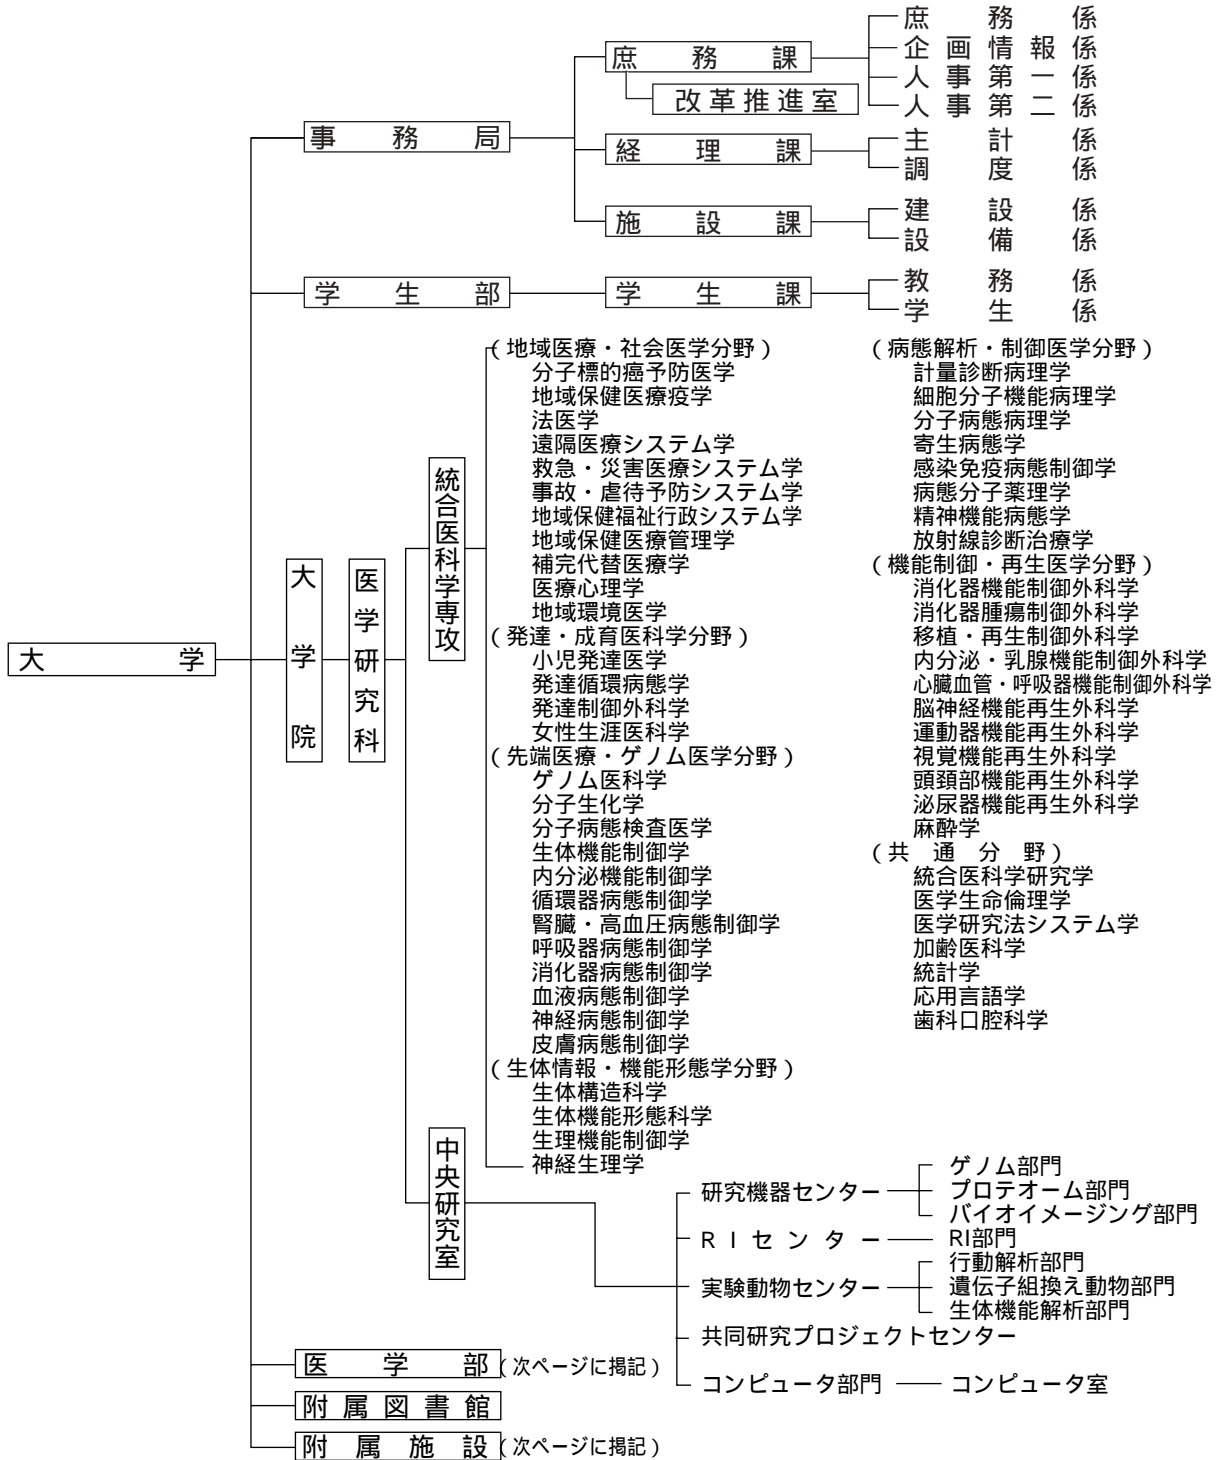 大学
事務局
庶務課
庶務係
企画情報係
人事第一係
人事第二係
改革推進室
経理課
主計係
調度係
施設課
建設係
設備係
学生部
学生課
教務係
学生係
大学院
医学研究科
統合医科学専攻
(地域医療・社会医学分野)
分子標的癌予防医学
地域保健医療疫学
法医学
遠隔医療システム学
救急・災害医療システム学
事故・虐待予防システム学
地域保健福祉行政システム学
地域保健医療管理学
補完代替医療学
医療心理学
地域環境医学
(発達・成育医科学分野)
小児発達医学
発達循環病態学
発達制御外科学
女性生涯医科学
(先端医療・ゲノム医学分野)
ゲノム医科学
分子生化学
分子病態検査医学
生体機能制御学
内分泌機能制御学
循環器病態制御学
腎臓・高血圧病態制御学
呼吸器病態制御学
消化器病態制御学
血液病態制御学
神経病態制御学
皮膚病態制御学
(生体情報・機能形態学分野)
生体構造科学
生体機能形態科学
生理機能制御学
神経生理学
(病態解析・制御医学分野)
計量診断病理学
細胞分子機能病理学
分子病態病理学
寄生病態学
感染免疫病態制御学
病態分子薬理学
精神機能病態学
放射線診断治療学
(機能制御・再生医学分野)
消化器機能制御外科学
消化器腫瘍制御外科学
移植・再生制御外科学
内分泌・乳腺機能制御外科学
心臓血管・呼吸器機能制御外科学
脳神経機能再生外科学
運動器機能再生外科学
視覚機能再生外科学
頭頚部機能再生外科学
泌尿器機能再生外科学
麻酔学
(共通分野)
統合医科学研究学
医学生命倫理学
医学研究法システム学
加齢医科学
統計学
応用言語学
歯科口腔科学
中央研究室
研究機器センター
ゲノム部門
プロテオーム部門
バイオイメージング部門
RIセンター
RI部門
実験動物センター
行動解析部門
遺伝子組換え動物部門
生体機能解析部門
共同研究プロジェクトセンター
コンピュータ部門
コンピュータ室
医学部(次ページに掲記)
附属図書館
附属施設(次ページに掲記)